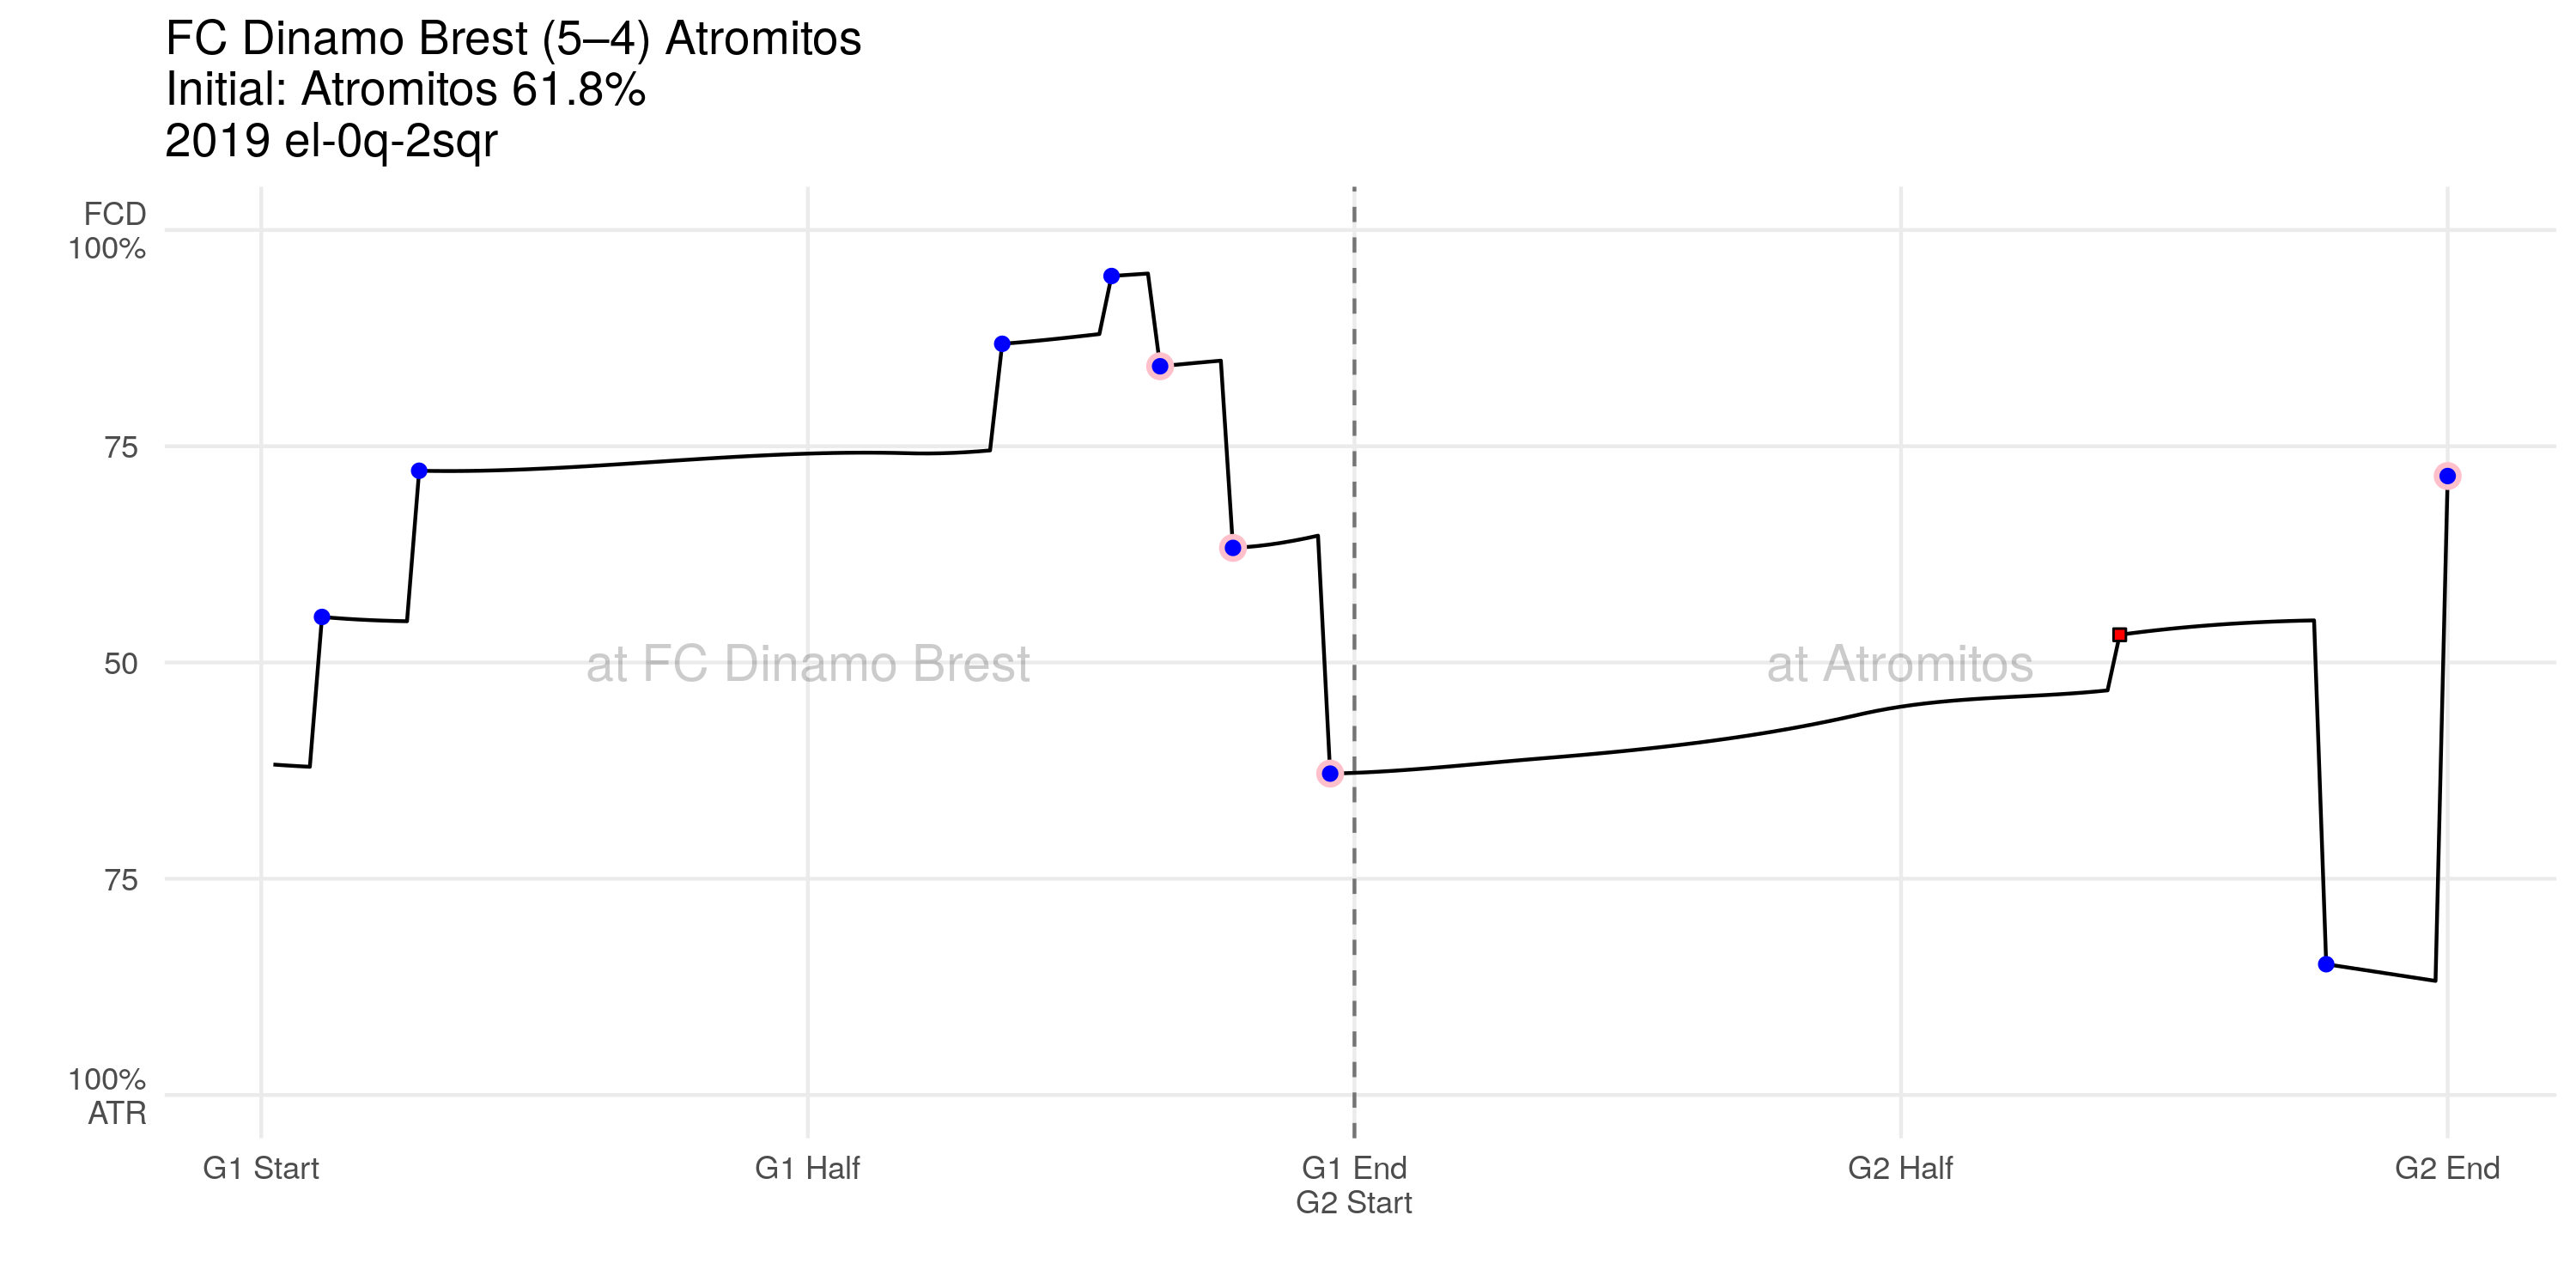 FC Dinamo Brest (5–4) Atromitos
Initial: Atromitos 61.8%
2019 el-0q-2sqr
FCD
100%
75
50
75
100%
ATR
at FC Dinamo Brest
at Atromitos
G1 Start
G1 Half
G1 End
G2 Start
G2 Half
G2 End